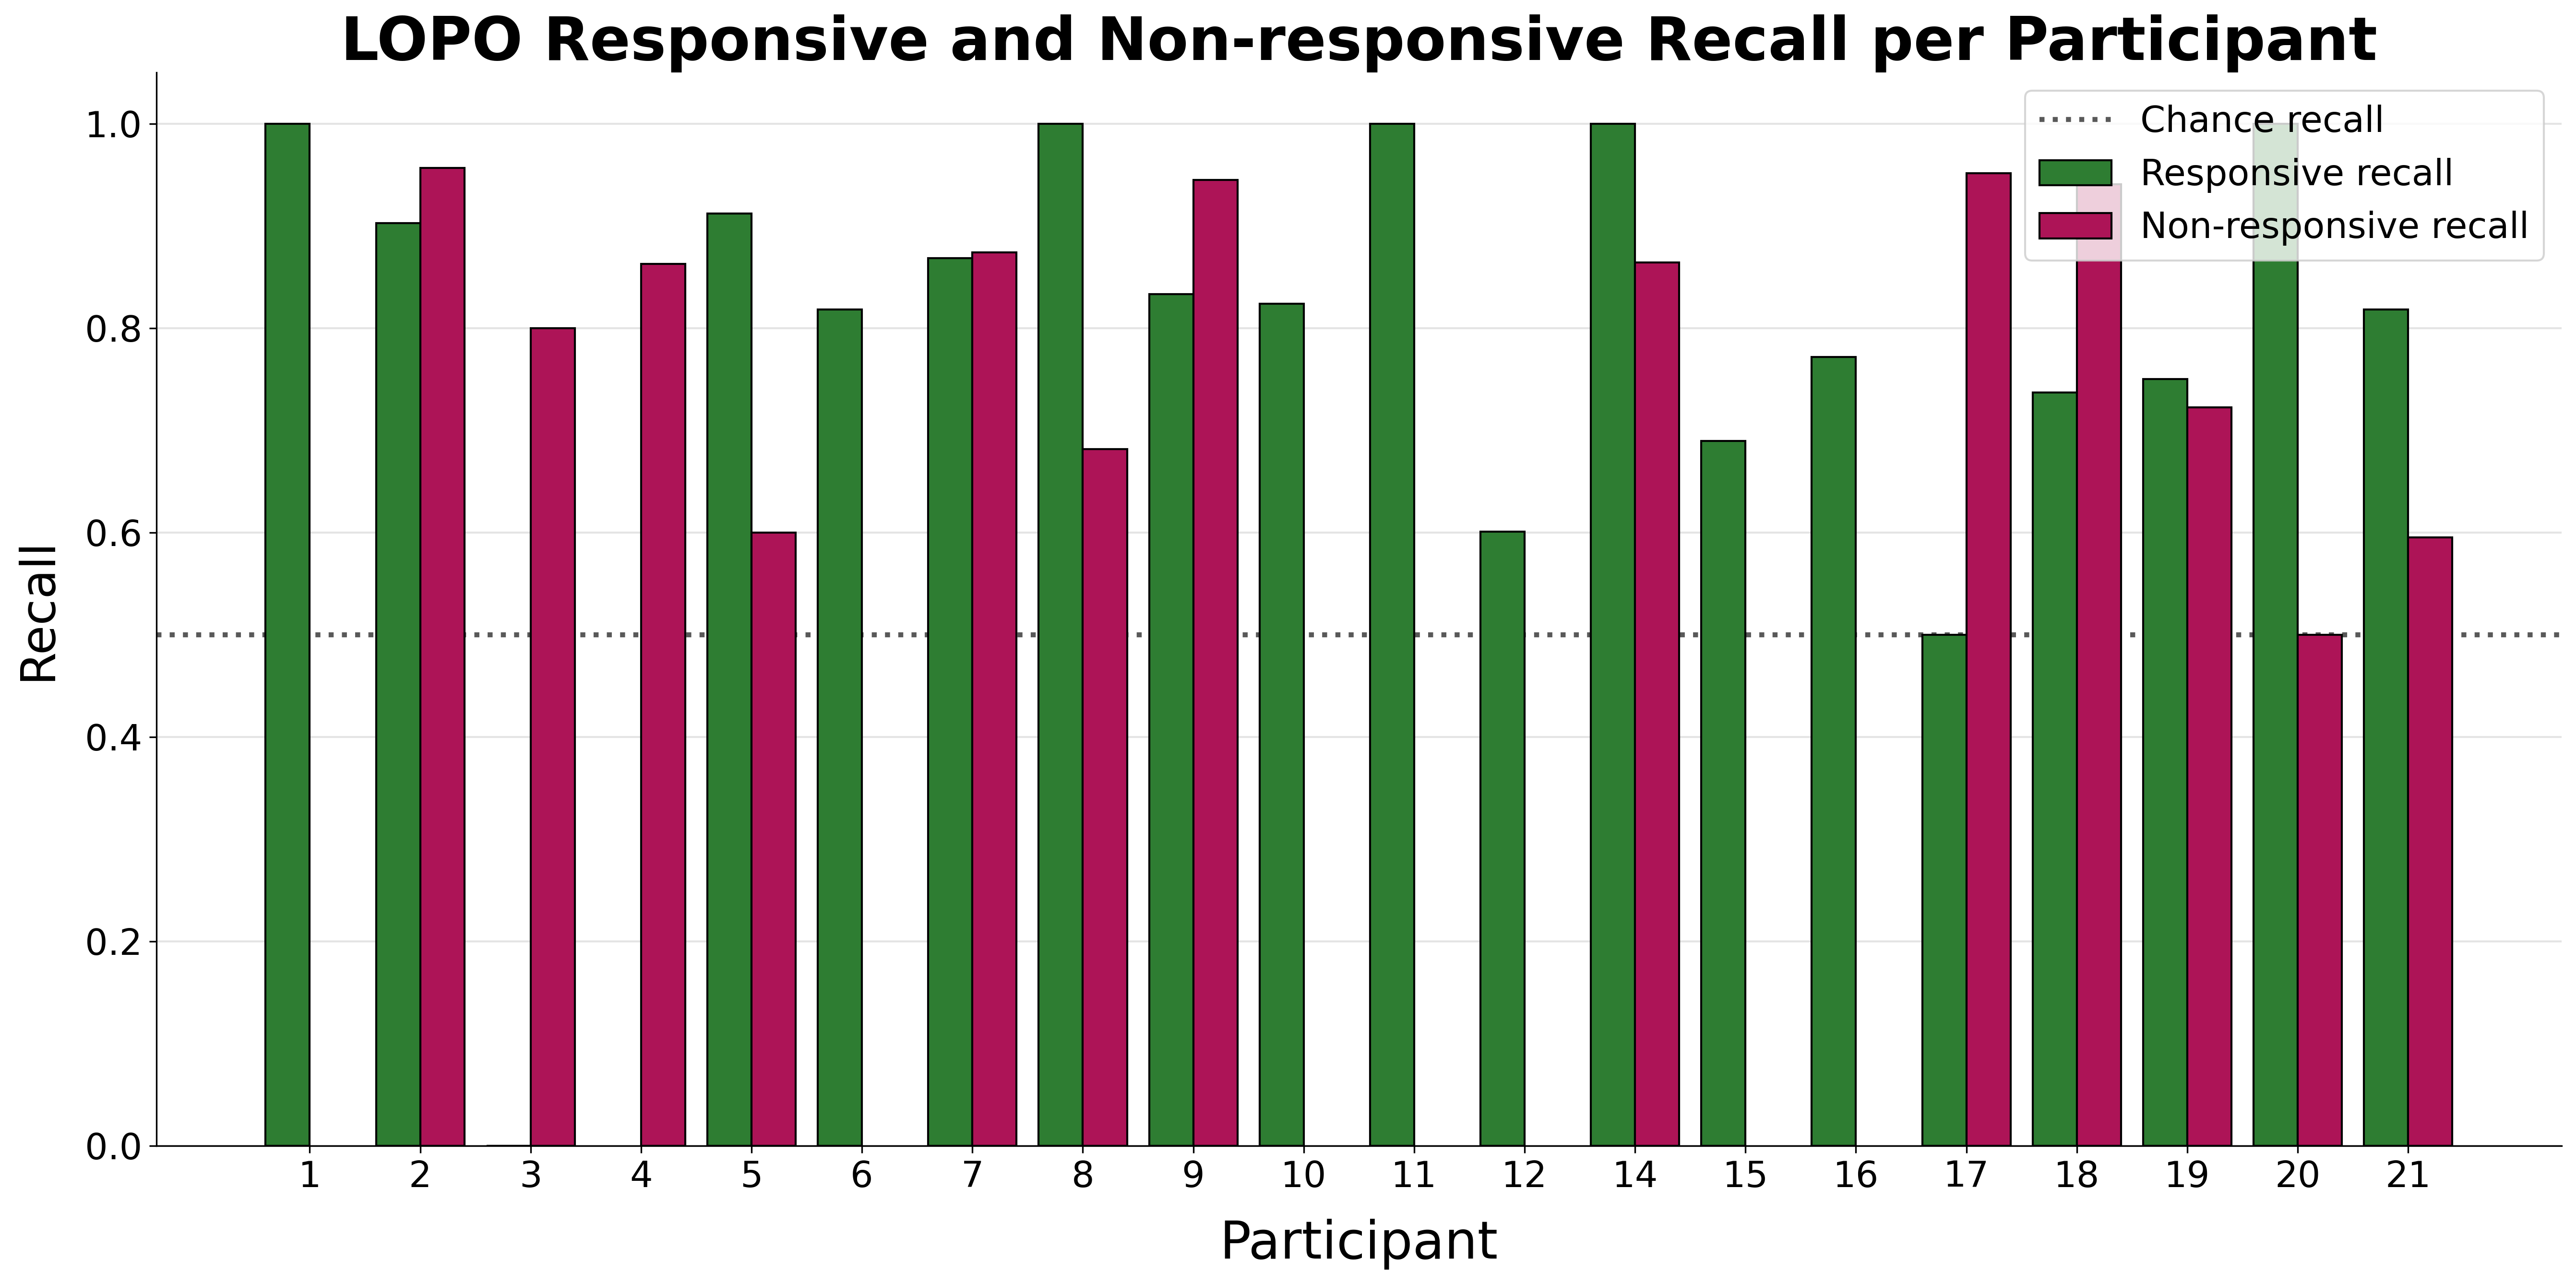 LOPO Responsive and Non-responsive Recall per Participant
Chance recall
Responsive recall
Non-responsive recall
1.0
0.8
0.6
0.4
0.2
0.0
Recall
1 2 3 4 5 6 7 8 9 10 11 12 14 15 16 17 18 19 20 21
Participant